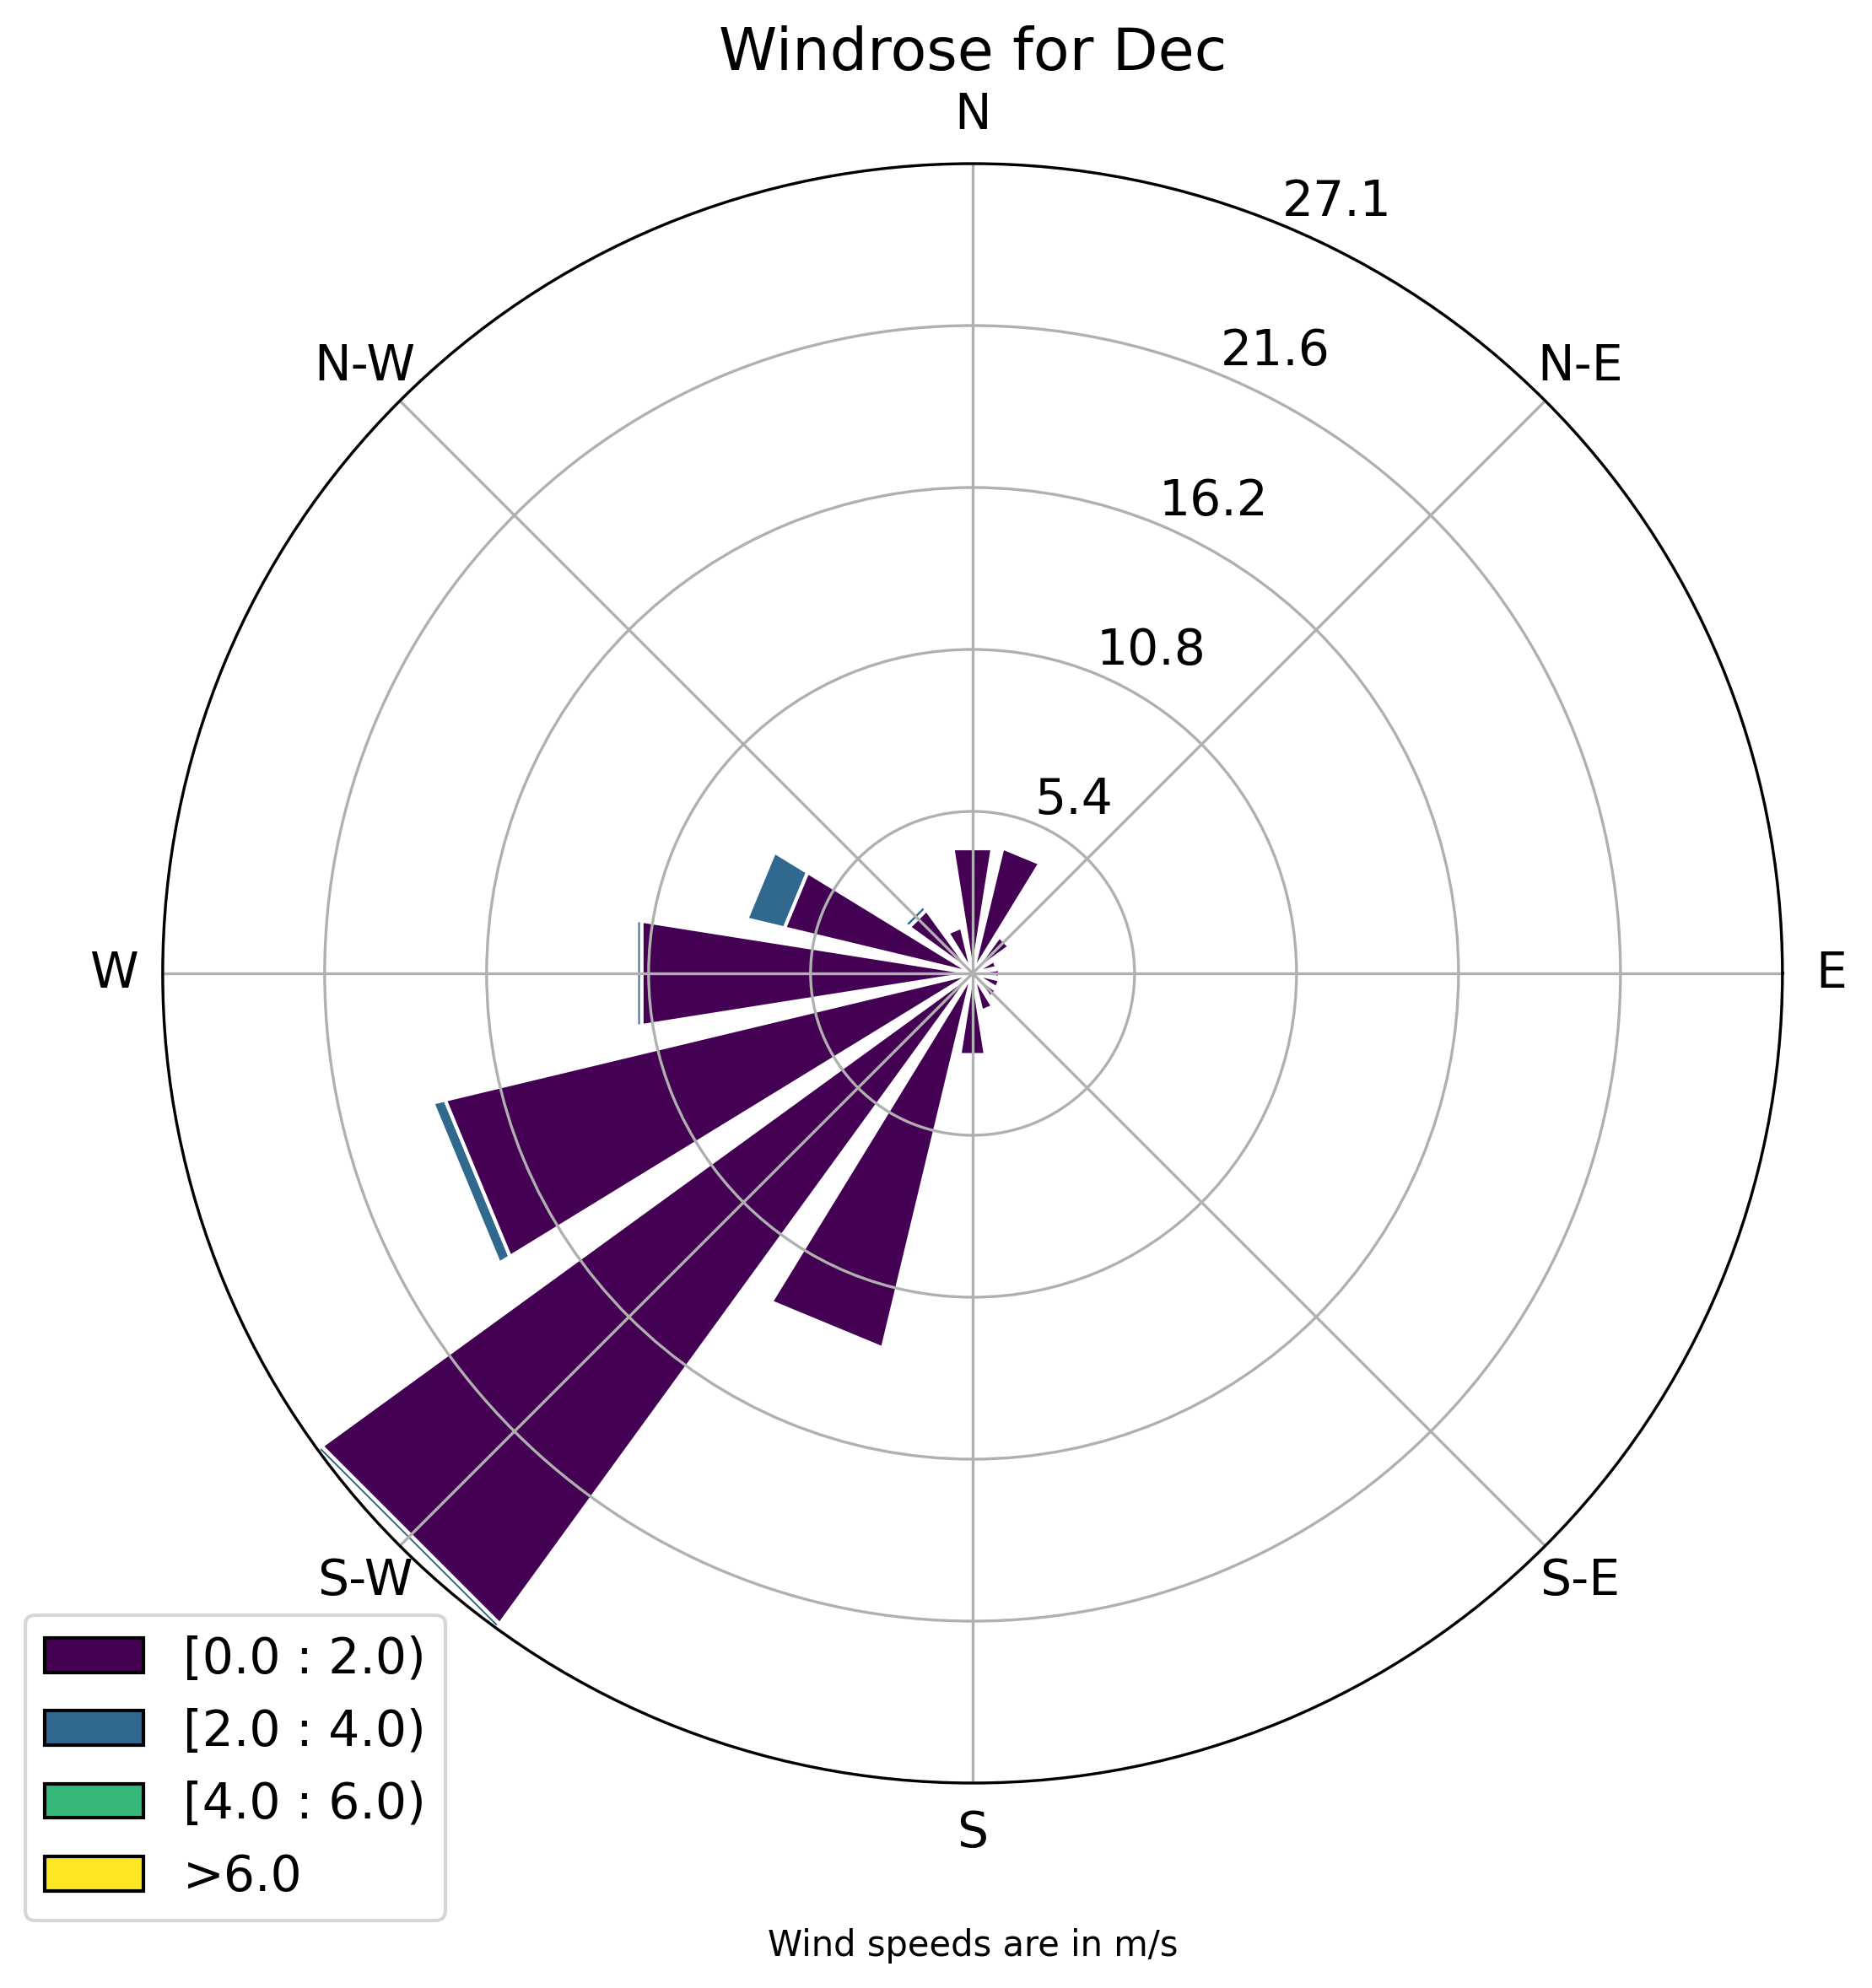 Windrose for Dec
N
27.1
21.6
N-W
N-E
16.2
10.8
5.4
W
E
S-W
S-E
[0.0 : 2.0)
[2.0 : 4.0)
[4.0 : 6.0)
>6.0
S
Wind speeds are in m/s